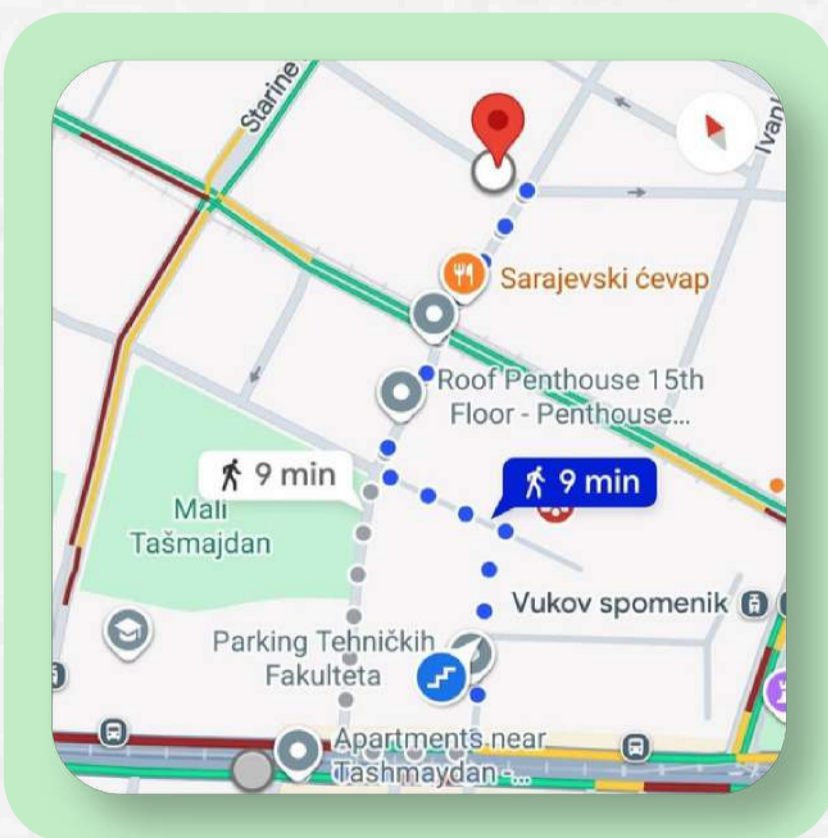 Starine
Ivan
Sarajevski ćevap
Roof Penthouse 15th
Floor - Penthouse...
9 min
9 min
Mali
Tašmajdan
Vukov spomenik
Parking Tehničkih
Fakulteta
Apartments near
Tashmaydan -...